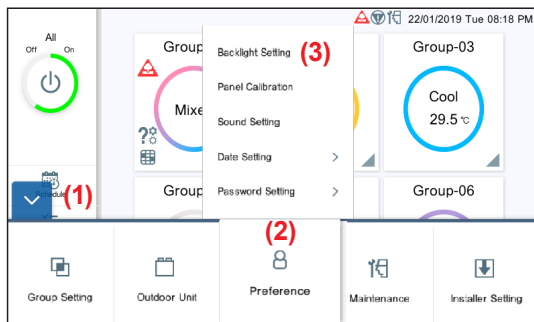 22/01/2019 Tue 08:18 PM
All
Off On
Group
Mixe
Backlight Setting (3)
Panel Calibration
Sound Setting
Date Setting >
Password Setting >
Group-03
Cool
29.5 ℃
Schedule (1)
Group
Group-06
(2)
Group Setting
Outdoor Unit
Preference
Maintenance
Installer Setting